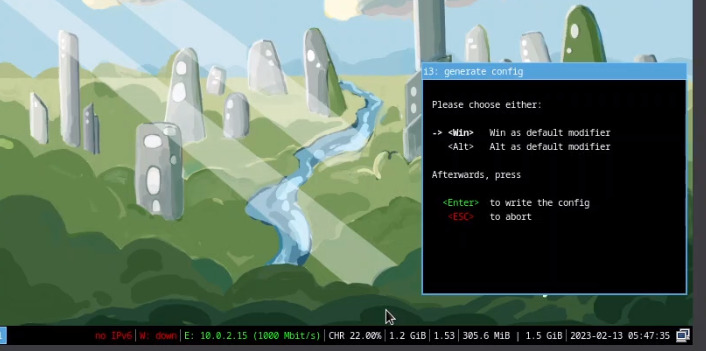 i3: generate config
Please choose either:
-> <Win> Win as default modifier
<Alt> Alt as default modifier
Afterwards, press
<Enter> to write the config
<ESC> to abort
no IPv6|W: down|E: 10.0.2.15 (1000 Mbit/s)|CHR 22.00%|1.2 GiB|1.53|305.6 MiB | 1.5 GiB|2023-02-13 05:47:35